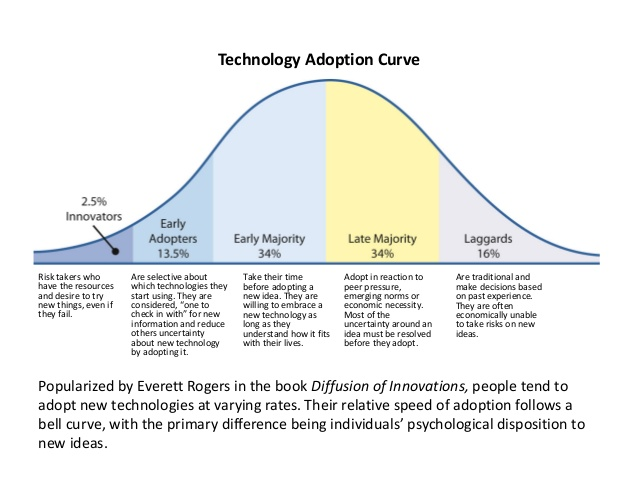 Technology Adoption Curve
2.5%
Innovators
Early
Adopters
13.5%
Early Majority
34%
Late Majority
34%
Laggards
16%
Risk takers who
have the resources
and desire to try
new things, even if
they fail.
Are selective about
which technologies they
start using. They are
considered, “one to
check in with” for new
information and reduce
others uncertainty
about new technology
by adopting it.
Take their time
before adopting a
new idea. They are
willing to embrace a
new technology as
long as they
understand how it fits
with their lives.
Adopt in reaction to
peer pressure,
emerging norms or
economic necessity.
Most of the
uncertainty around an
idea must be resolved
before they adopt.
Are traditional and
make decisions based
on past experience.
They are often
economically unable
to take risks on new
ideas.
Popularized by Everett Rogers in the book Diffusion of Innovations, people tend to
adopt new technologies at varying rates. Their relative speed of adoption follows a
bell curve, with the primary difference being individuals’ psychological disposition to
new ideas.